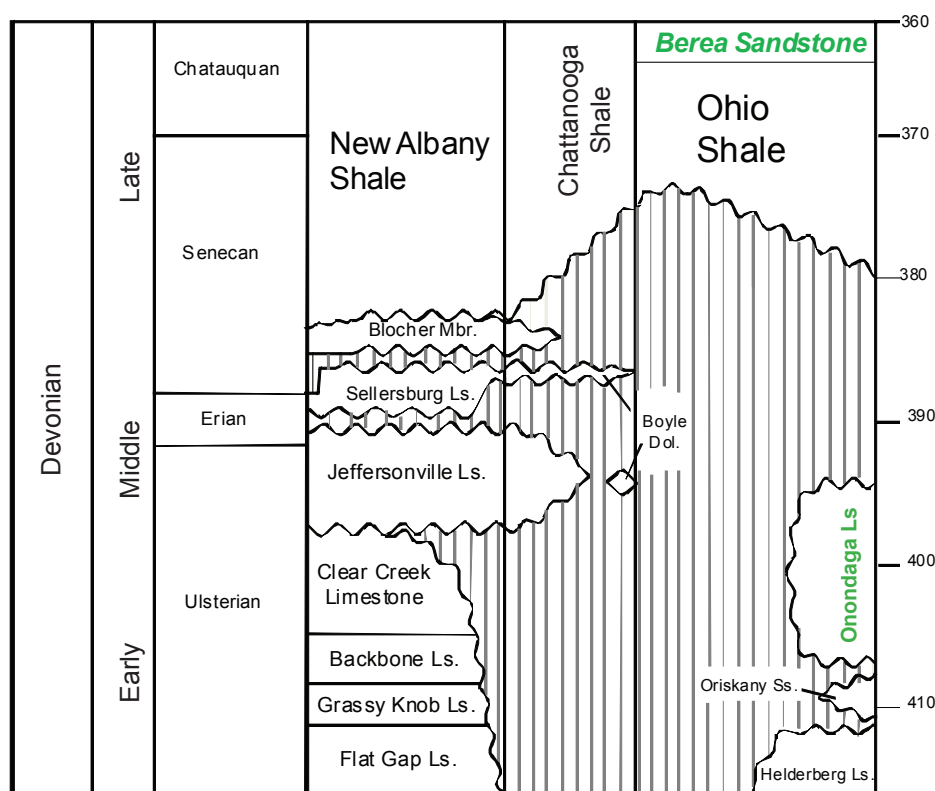 360
Berea Sandstone
Chatauquan
Chattanooga
Shale
Ohio
Shale
370
New Albany
Shale
Late
Senecan
380
Blocher Mbr.
Devonian
Sellersburg Ls.
Erian
Boyle
Dol.
390
Middle
Jeffersonville Ls.
Onondaga Ls
400
Clear Creek
Limestone
Ulsterian
Early
Backbone Ls.
Oriskany Ss.
Grassy Knob Ls.
410
Flat Gap Ls.
Helderberg Ls.